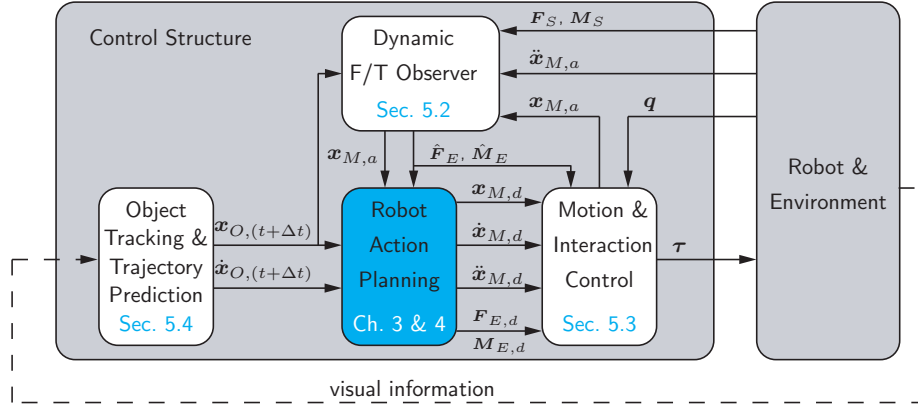 Control Structure
Dynamic
F/T Observer
Sec. 5.2
F_S, M_S
ẍ_{M,a}
x_{M,a}
q
x_{M,a}
F̂_E, M̂_E
Robot &
Environment
Object
Tracking &
Trajectory
Prediction
Sec. 5.4
x_{O,(t+Δt)}
ẋ_{O,(t+Δt)}
Robot
Action
Planning
Ch. 3 & 4
x_{M,d}
ẋ_{M,d}
ẍ_{M,d}
F_{E,d}
M_{E,d}
Motion &
Interaction
Control
Sec. 5.3
τ
visual information